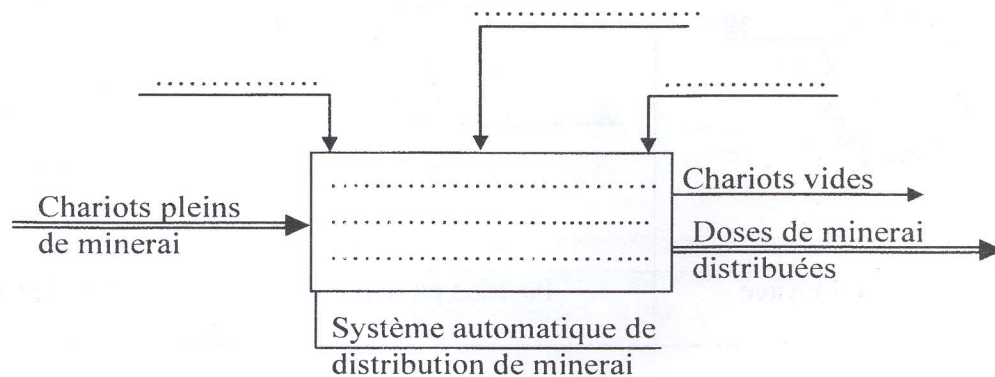 Chariots pleins
de minerai
Chariots vides
Doses de minerai
distribuées
Système automatique de
distribution de minerai